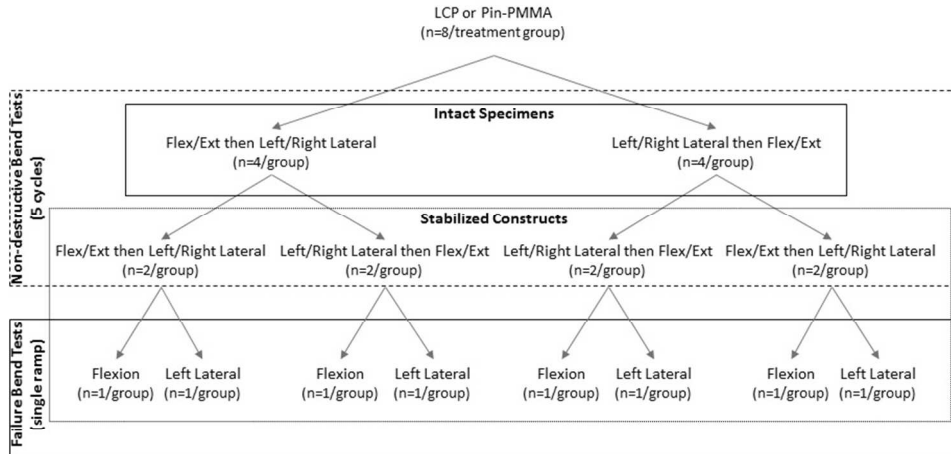 LCP or Pin-PMMA
(n=8/treatment group)
Non-destructive Bend Tests
(5 cycles)
Intact Specimens
Flex/Ext then Left/Right Lateral
(n=4/group)
Left/Right Lateral then Flex/Ext
(n=4/group)
Stabilized Constructs
Flex/Ext then Left/Right Lateral
(n=2/group)
Left/Right Lateral then Flex/Ext
(n=2/group)
Left/Right Lateral then Flex/Ext
(n=2/group)
Flex/Ext then Left/Right Lateral
(n=2/group)
Failure Bend Tests
(single ramp)
Flexion
(n=1/group)
Left Lateral
(n=1/group)
Flexion
(n=1/group)
Left Lateral
(n=1/group)
Flexion
(n=1/group)
Left Lateral
(n=1/group)
Flexion
(n=1/group)
Left Lateral
(n=1/group)